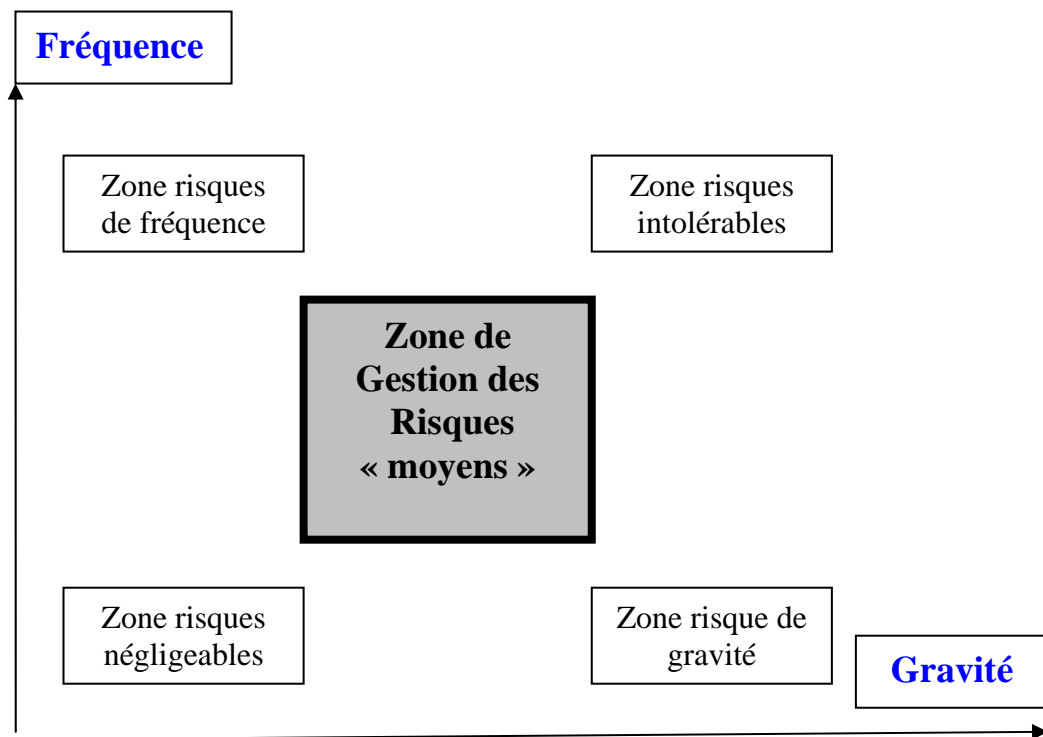 Fréquence
Zone risques
de fréquence
Zone risques
intolérables
Zone de
Gestion des
Risques
« moyens »
Zone risques
négligeables
Zone risque de
gravité
Gravité